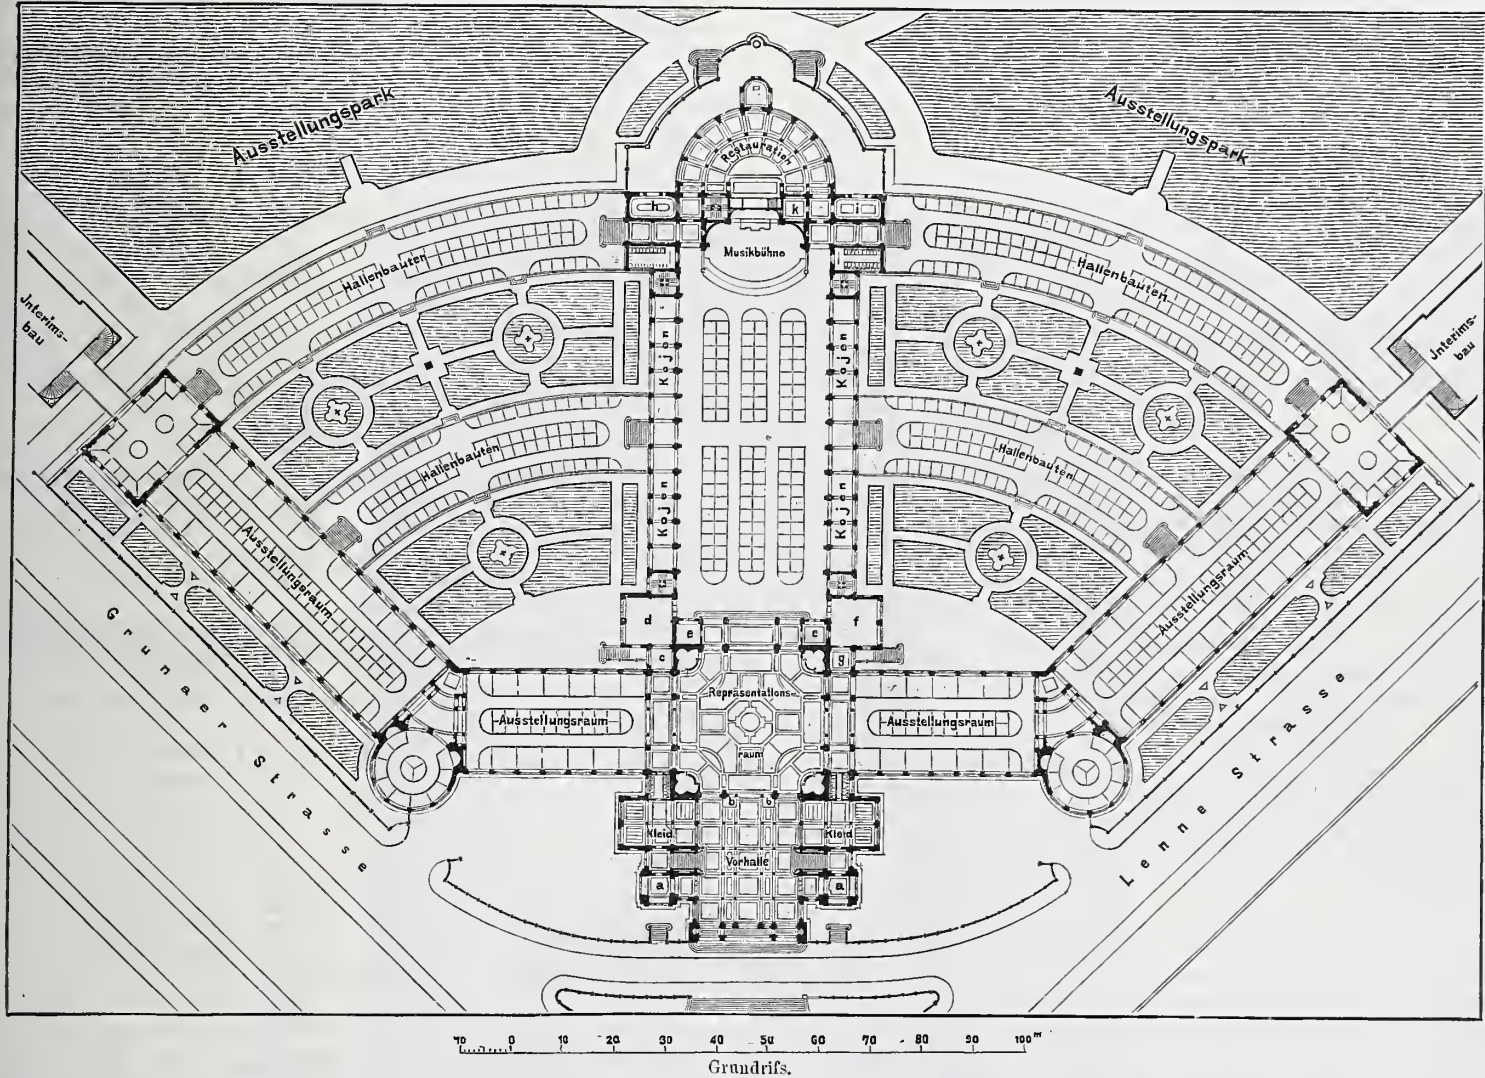 Ausstellungspark
Ausstellungspark
Restauration
h
k
i
Musikbühne
Hallenbauten
Hallenbauten
Jnterims-
bau
Jnterims-
bau
Kojen
Kojen
Hallenbauten
Hallenbauten
Kojen
Kojen
Ausstellungsraum
Ausstellungsraum
d
e
c
f
c
g
Repräsentations-
raum
Ausstellungsraum
Ausstellungsraum
b
b
Kleid
Kleid
Vorhalle
a
a
Grunaer Strasse
Lenne Strasse
10 0 10 20 30 40 50 60 70 80 90 100 m
Grundriſs.